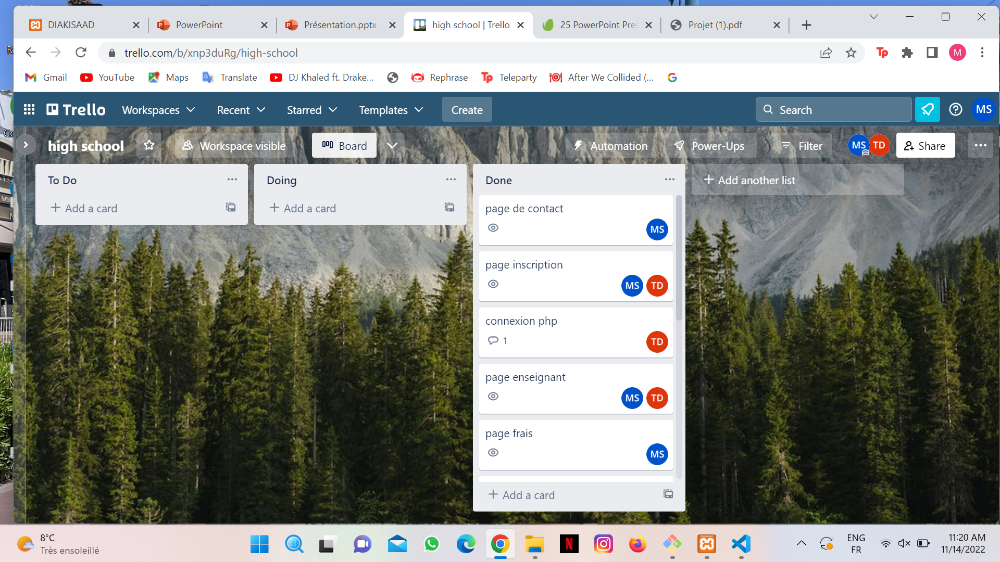 DIAKISAAD
PowerPoint
Présentation.pptx -
high school | Trello
25 PowerPoint Pres
Projet (1).pdf
trello.com/b/xnp3duRg/high-school
Tp
M
Gmail
YouTube
Maps
Translate
DJ Khaled ft. Drake...
Rephrase
Tp Teleparty
After We Collided (...
Trello
Workspaces
Recent
Starred
Templates
Create
Search
MS
high school
Workspace visible
Board
Automation
Power-Ups
Filter
MS TD
Share
To Do
+ Add a card
Doing
+ Add a card
Done
page de contact
MS
page inscription
MS TD
connexion php
1
TD
page enseignant
MS TD
page frais
MS
+ Add a card
+ Add another list
8°C
Très ensoleillé
N
ENG
FR
11:20 AM
11/14/2022